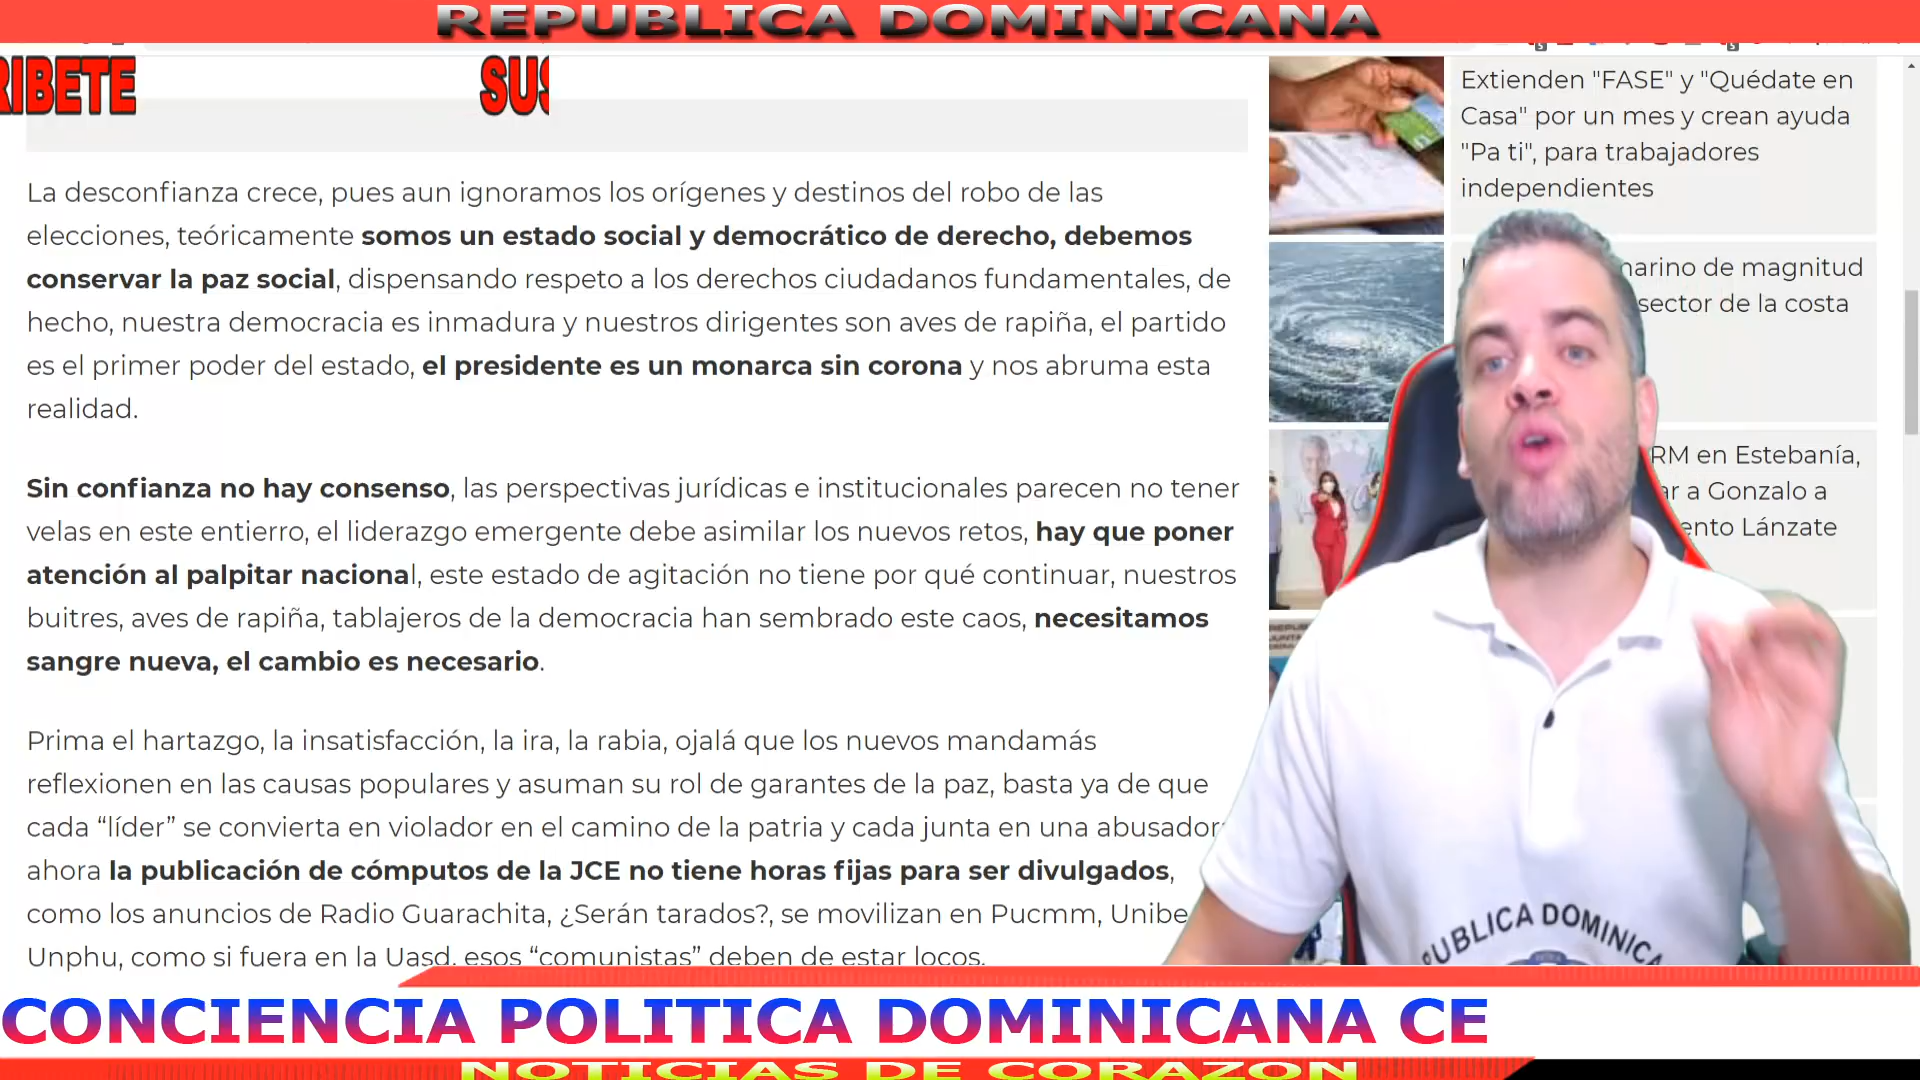 REPUBLICA DOMINICANA
RIBETE
SUS
La desconfianza crece, pues aun ignoramos los orígenes y destinos del robo de las
elecciones, teóricamente somos un estado social y democrático de derecho, debemos
conservar la paz social, dispensando respeto a los derechos ciudadanos fundamentales, de
hecho, nuestra democracia es inmadura y nuestros dirigentes son aves de rapiña, el partido
es el primer poder del estado, el presidente es un monarca sin corona y nos abruma esta
realidad.
Sin confianza no hay consenso, las perspectivas jurídicas e institucionales parecen no tener
velas en este entierro, el liderazgo emergente debe asimilar los nuevos retos, hay que poner
atención al palpitar nacional, este estado de agitación no tiene por qué continuar, nuestros
buitres, aves de rapiña, tablajeros de la democracia han sembrado este caos, necesitamos
sangre nueva, el cambio es necesario.
Prima el hartazgo, la insatisfacción, la ira, la rabia, ojalá que los nuevos mandamás
reflexionen en las causas populares y asuman su rol de garantes de la paz, basta ya de que
cada “líder” se convierta en violador en el camino de la patria y cada junta en una abusadora
ahora la publicación de cómputos de la JCE no tiene horas fijas para ser divulgados,
como los anuncios de Radio Guarachita, ¿Serán tarados?, se movilizan en Pucmm, Unibe
Unphu, como si fuera en la Uasd, esos “comunistas” deben de estar locos.
Extienden "FASE" y "Quédate en
Casa" por un mes y crean ayuda
"Pa ti", para trabajadores
independientes
marino de magnitud
sector de la costa
RM en Estebanía,
ar a Gonzalo a
ento Lánzate
PUBLICA DOMINICA
CONCIENCIA POLITICA DOMINICANA CE
NOTICIAS DE CORAZON